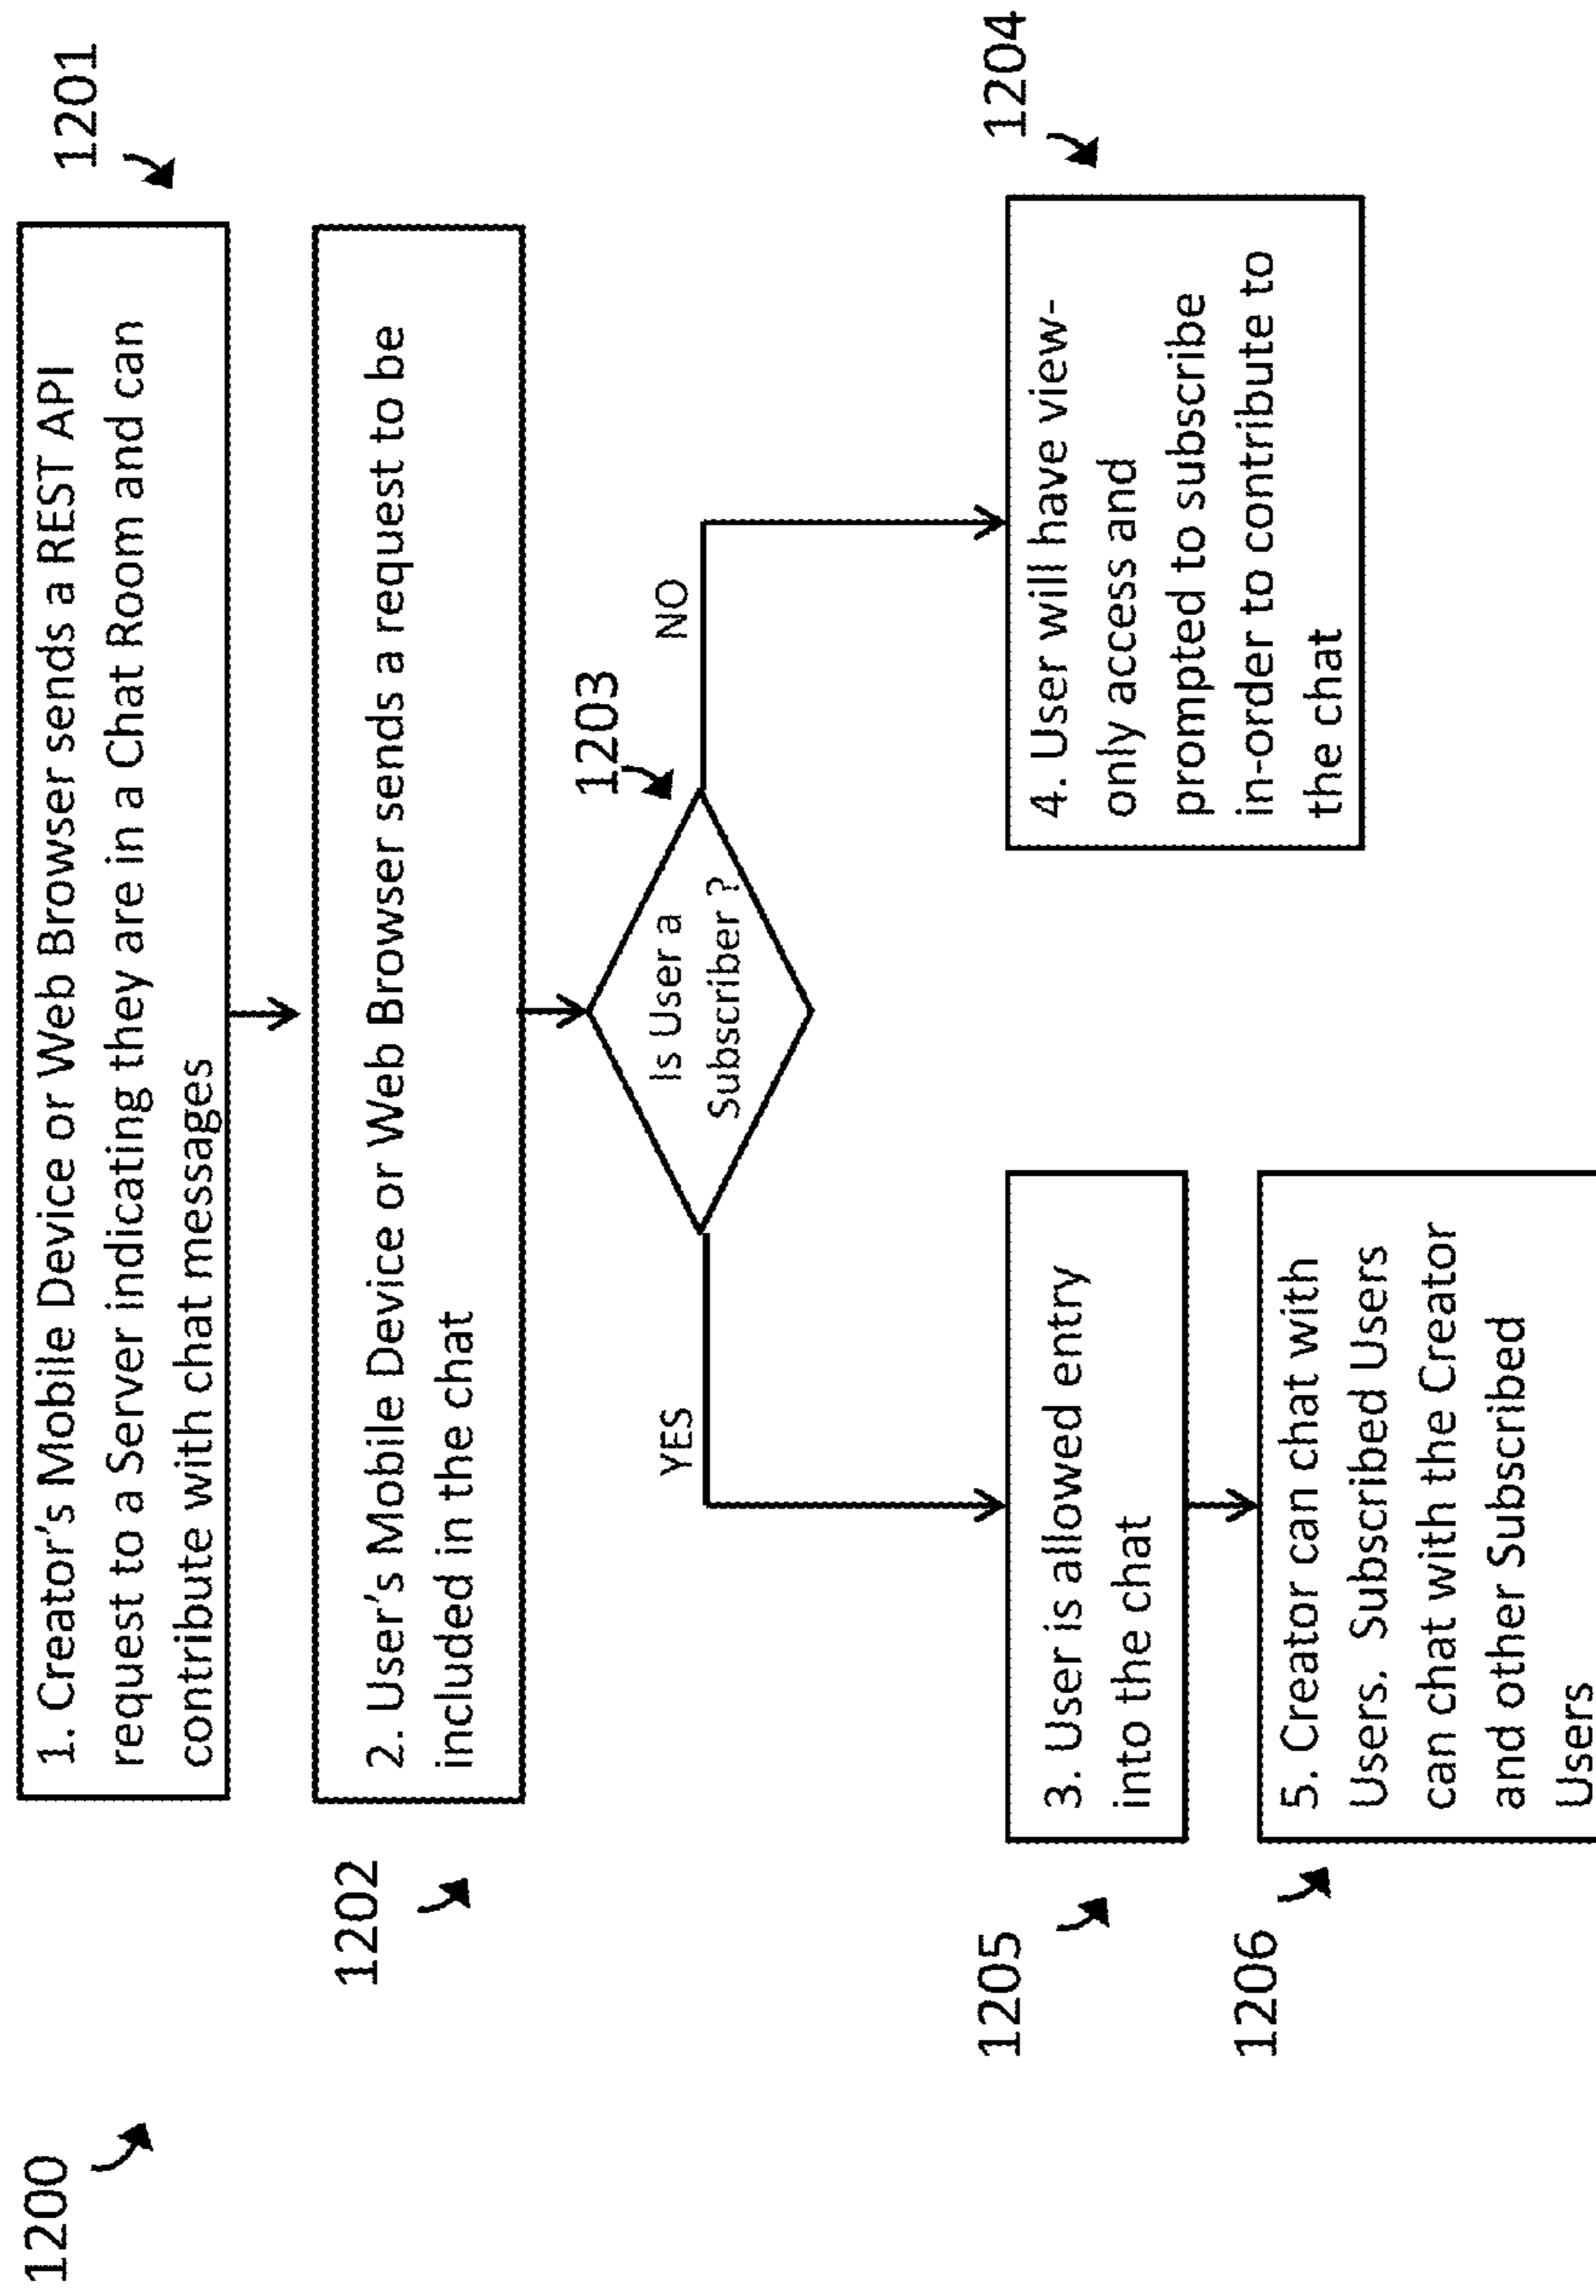 1200
1201
1. Creator's Mobile Device or Web Browser sends a REST API
request to a Server indicating they are in a Chat Room and can
contribute with chat messages
1202
2. User's Mobile Device or Web Browser sends a request to be
included in the chat
1203
Is User a
Subscriber ?
YES
NO
1205
3. User is allowed entry
into the chat
1204
4. User will have view-
only access and
prompted to subscribe
in-order to contribute to
the chat
1206
5. Creator can chat with
Users. Subscribed Users
can chat with the Creator
and other Subscribed
Users